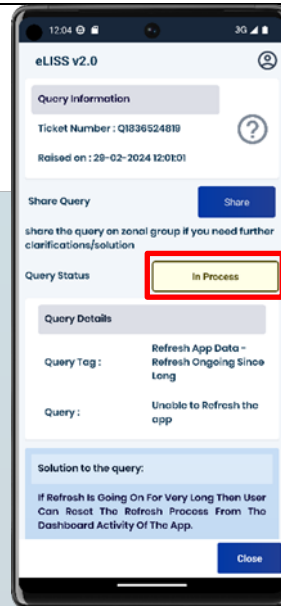 12:04
3G
eLISS v2.0
Query Information
Ticket Number : Q1836524819
Raised on : 29-02-2024 12:01:01
?
Share Query
Share
share the query on zonal group if you need further
clarifications/solution
Query Status
In Process
Query Details
Query Tag :
Refresh App Data -
Refresh Ongoing Since
Long
Query :
Unable to Refresh the
app
Solution to the query:
If Refresh Is Going On For Very Long Then User
Can Reset The Refresh Process From The
Dashboard Activity Of The App.
Close